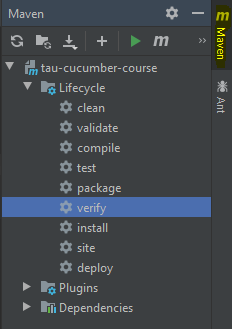 Maven
tau-cucumber-course
Lifecycle
clean
validate
compile
test
package
verify
install
site
deploy
Plugins
Dependencies
m
Maven
Ant